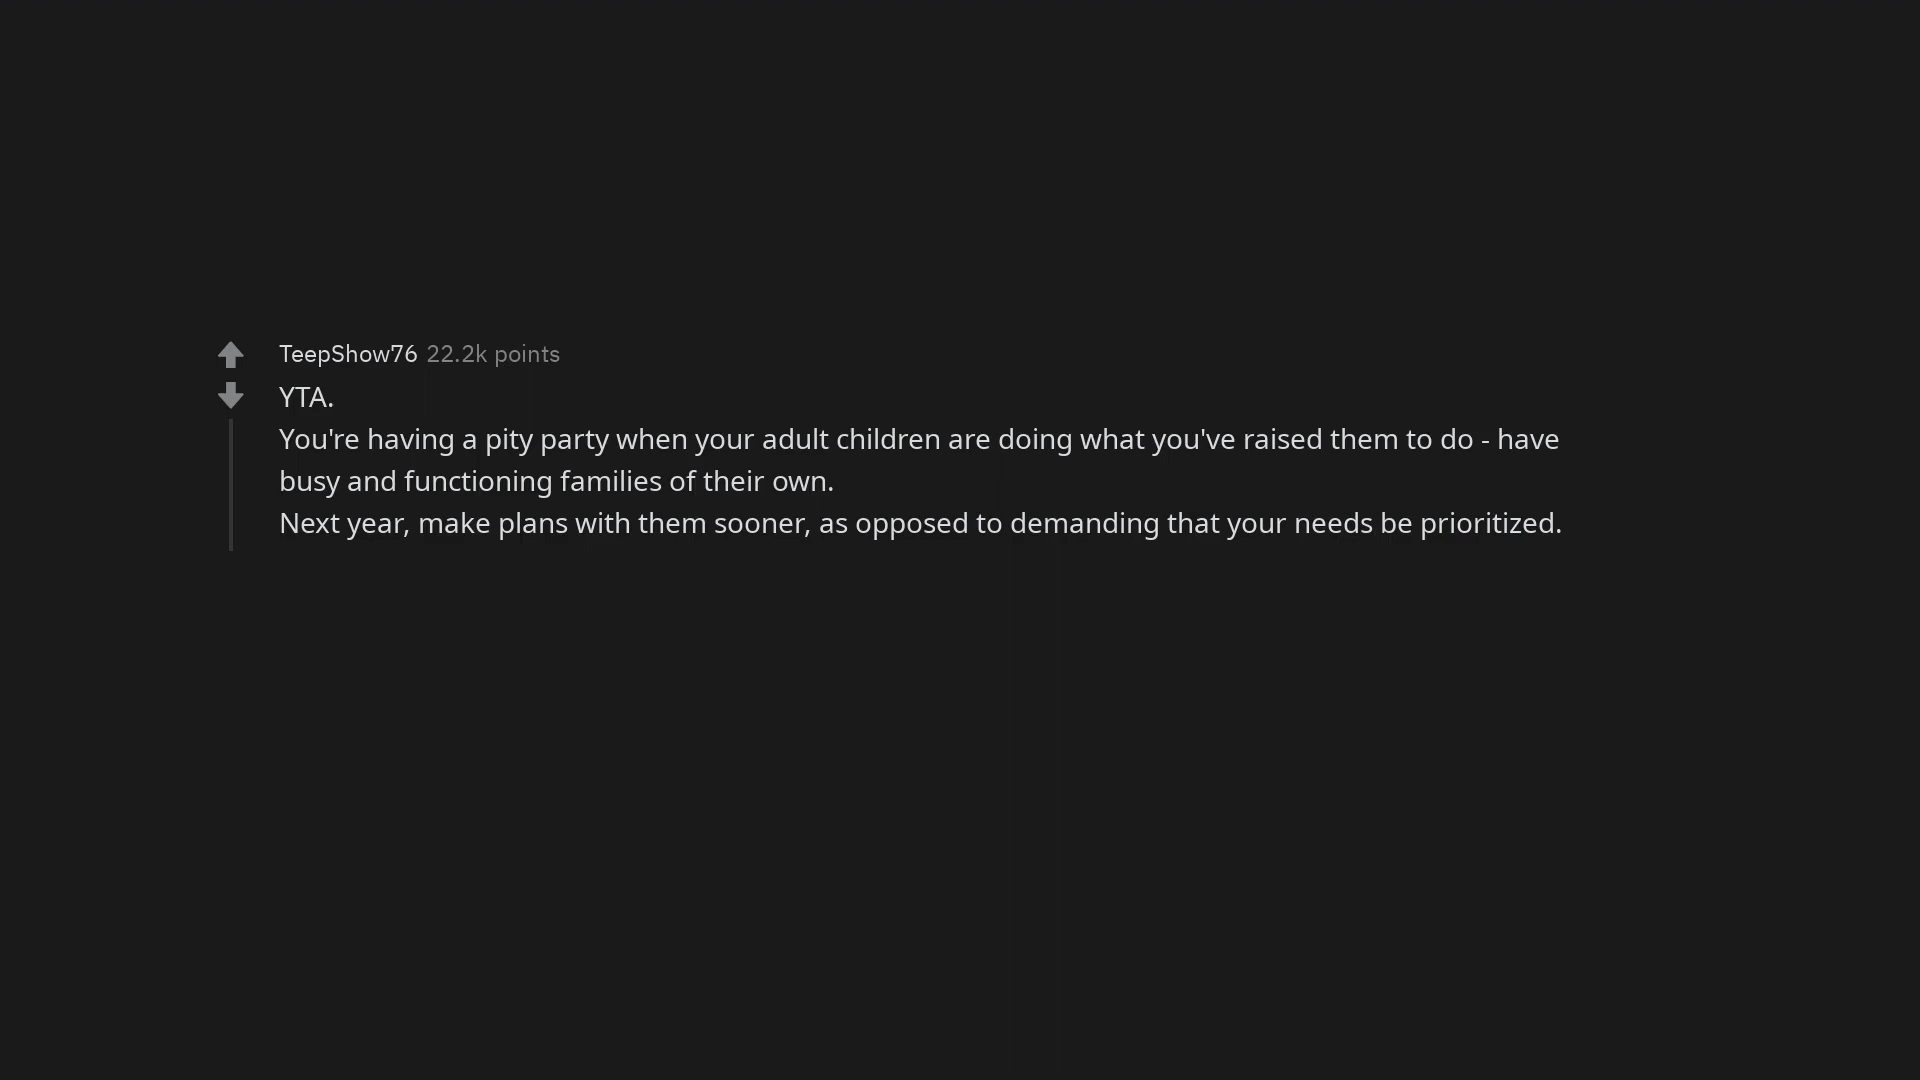 TeepShow76 22.2k points
YTA.
You're having a pity party when your adult children are doing what you've raised them to do - have
busy and functioning families of their own.
Next year, make plans with them sooner, as opposed to demanding that your needs be prioritized.